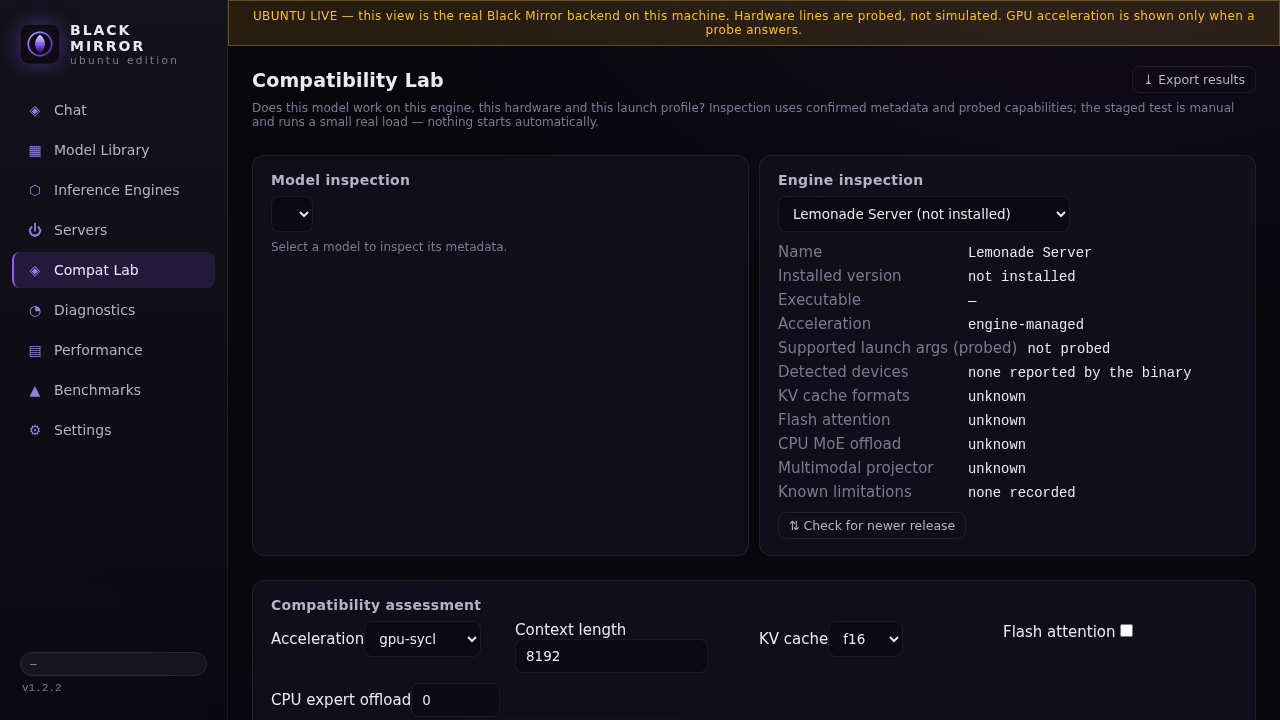 BLACK
MIRROR
ubuntu edition
Chat
Model Library
Inference Engines
Servers
Compat Lab
Diagnostics
Performance
Benchmarks
Settings
—
v1.2.2
UBUNTU LIVE — this view is the real Black Mirror backend on this machine. Hardware lines are probed, not simulated. GPU acceleration is shown only when a
probe answers.
Compatibility Lab
⤓ Export results
Does this model work on this engine, this hardware and this launch profile? Inspection uses confirmed metadata and probed capabilities; the staged test is manual
and runs a small real load — nothing starts automatically.
Model inspection
Select a model to inspect its metadata.
Engine inspection
Lemonade Server (not installed)
Name Lemonade Server
Installed version not installed
Executable —
Acceleration engine-managed
Supported launch args (probed) not probed
Detected devices none reported by the binary
KV cache formats unknown
Flash attention unknown
CPU MoE offload unknown
Multimodal projector unknown
Known limitations none recorded
⇅ Check for newer release
Compatibility assessment
Acceleration gpu-sycl
Context length
8192
KV cache f16
Flash attention
CPU expert offload 0